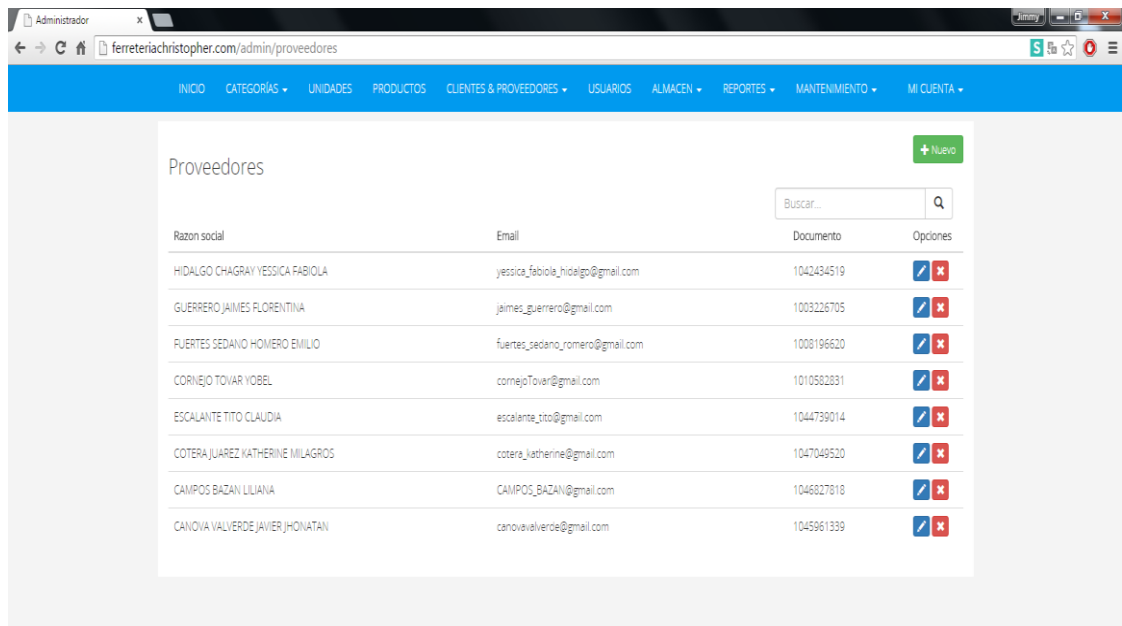 Administrador x
Jimmy
ferreteriachristopher.com/admin/proveedores
INICIO CATEGORÍAS UNIDADES PRODUCTOS CLIENTES & PROVEEDORES USUARIOS ALMACEN REPORTES MANTENIMIENTO MI CUENTA
+ Nuevo
Proveedores
Buscar...
Razon social Email Documento Opciones
HIDALGO CHAGRAY YESSICA FABIOLA yessica_fabiola_hidalgo@gmail.com 1042434519
GUERRERO JAIMES FLORENTINA jaimes_guerrero@gmail.com 1003226705
FUERTES SEDANO HOMERO EMILIO fuertes_sedano_romero@gmail.com 1008196620
CORNEJO TOVAR YOBEL cornejoTovar@gmail.com 1010582831
ESCALANTE TITO CLAUDIA escalante_tito@gmail.com 1044739014
COTERA JUAREZ KATHERINE MILAGROS cotera_katherine@gmail.com 1047049520
CAMPOS BAZAN LILIANA CAMPOS_BAZAN@gmail.com 1046827818
CANOVA VALVERDE JAVIER JHONATAN canovavalverde@gmail.com 1045961339